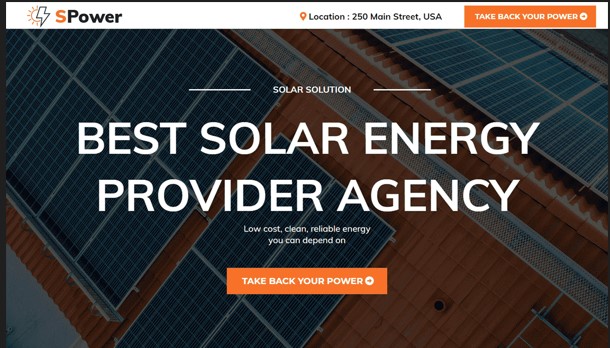 SPower
Location : 250 Main Street, USA
TAKE BACK YOUR POWER
SOLAR SOLUTION
BEST SOLAR ENERGY
PROVIDER AGENCY
Low cost, clean, reliable energy
you can depend on
TAKE BACK YOUR POWER